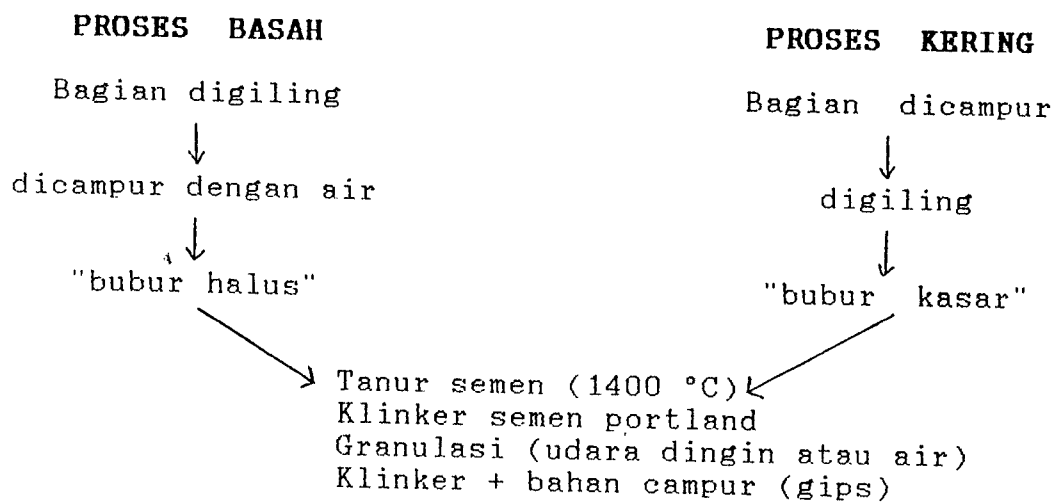 PROSES BASAH
Bagian digiling
dicampur dengan air
"bubur halus"
PROSES KERING
Bagian dicampur
digiling
"bubur kasar"
Tanur semen (1400 °C)
Klinker semen portland
Granulasi (udara dingin atau air)
Klinker + bahan campur (gips)